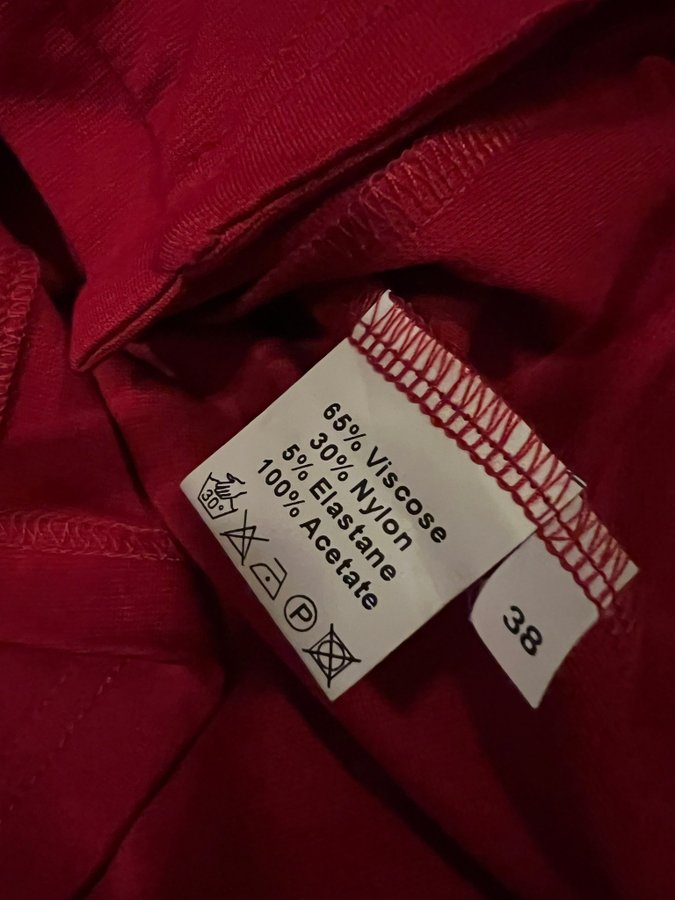 65% Viscose
30% Nylon
5% Elastane
100% Acetate
30°
P
38